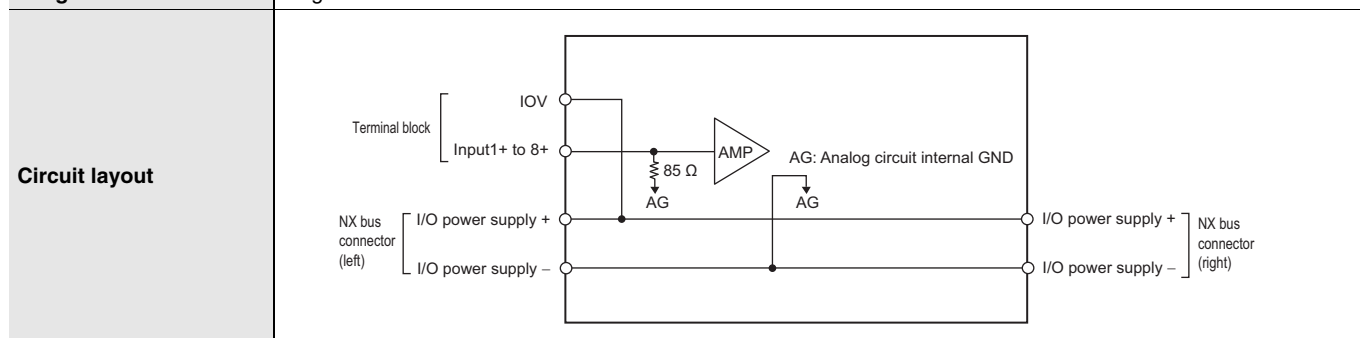 Circuit layout
Terminal block
IOV
Input1+ to 8+
AMP
85 Ω
AG
AG: Analog circuit internal GND
AG
NX bus
connector
(left)
I/O power supply +
I/O power supply –
I/O power supply +
I/O power supply –
NX bus
connector
(right)